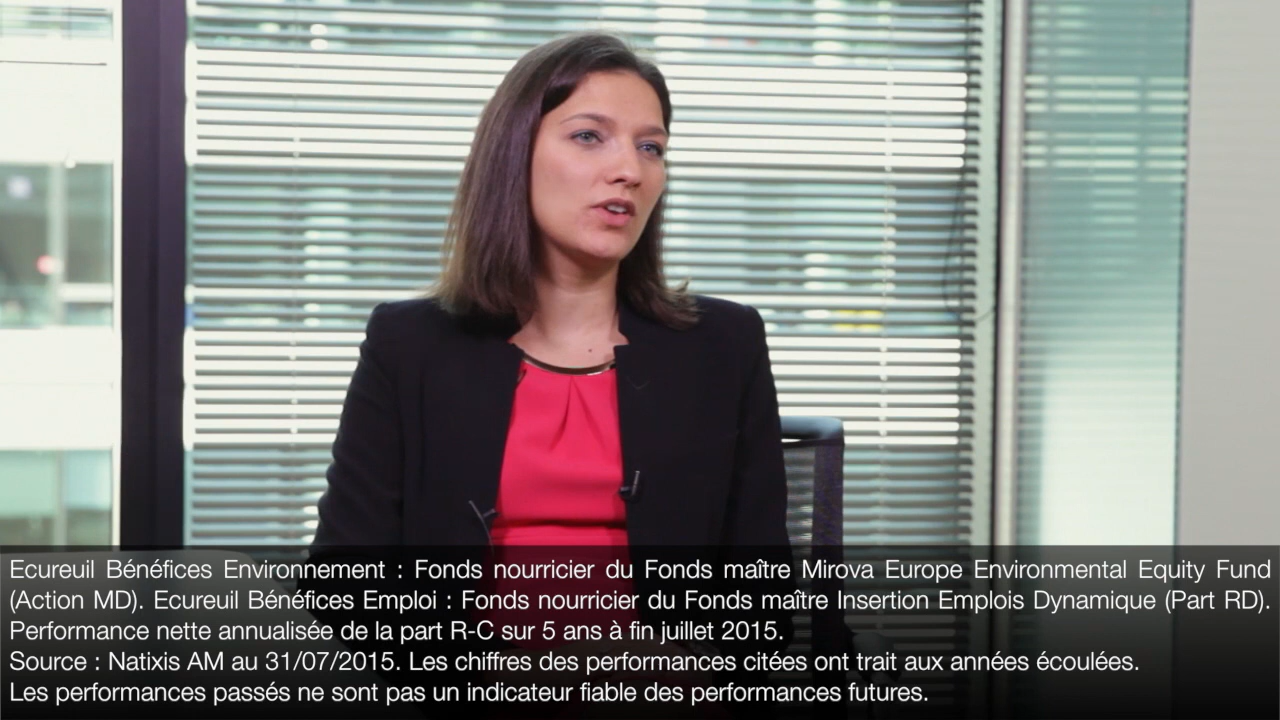 Ecureuil Bénéfices Environnement : Fonds nourricier du Fonds maître Mirova Europe Environmental Equity Fund
(Action MD). Ecureuil Bénéfices Emploi : Fonds nourricier du Fonds maître Insertion Emplois Dynamique (Part RD).
Performance nette annualisée de la part R-C sur 5 ans à fin juillet 2015.
Source : Natixis AM au 31/07/2015. Les chiffres des performances citées ont trait aux années écoulées.
Les performances passés ne sont pas un indicateur fiable des performances futures.